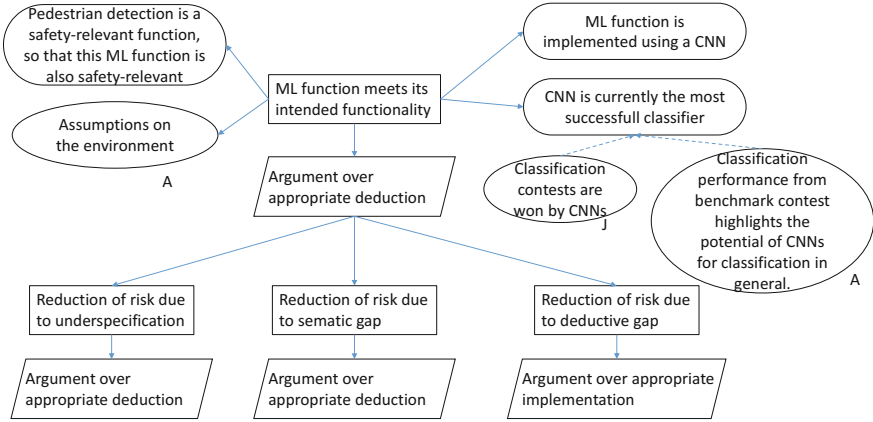 Pedestrian detection is a
safety-relevant function,
so that this ML function is
also safety-relevant
ML function is
implemented using a CNN
ML function meets its
intended functionality
CNN is currently the most
successfull classifier
Assumptions on
the environment
A
Argument over
appropriate deduction
Classification
contests are
won by CNNs
J
Classification
performance from
benchmark contest
highlights the
potential of CNNs
for classification in
general.
A
Reduction of risk due
to underspecification
Reduction of risk due
to sematic gap
Reduction of risk due
to deductive gap
Argument over
appropriate deduction
Argument over
appropriate deduction
Argument over appropriate
implementation